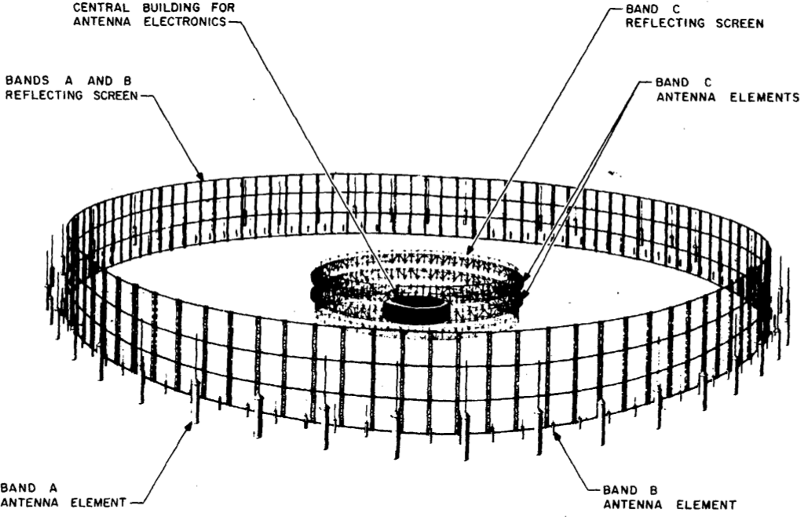 CENTRAL BUILDING FOR
ANTENNA ELECTRONICS
BAND C
REFLECTING SCREEN
BANDS A AND B
REFLECTING SCREEN
BAND C
ANTENNA ELEMENTS
BAND A
ANTENNA ELEMENT
BAND B
ANTENNA ELEMENT